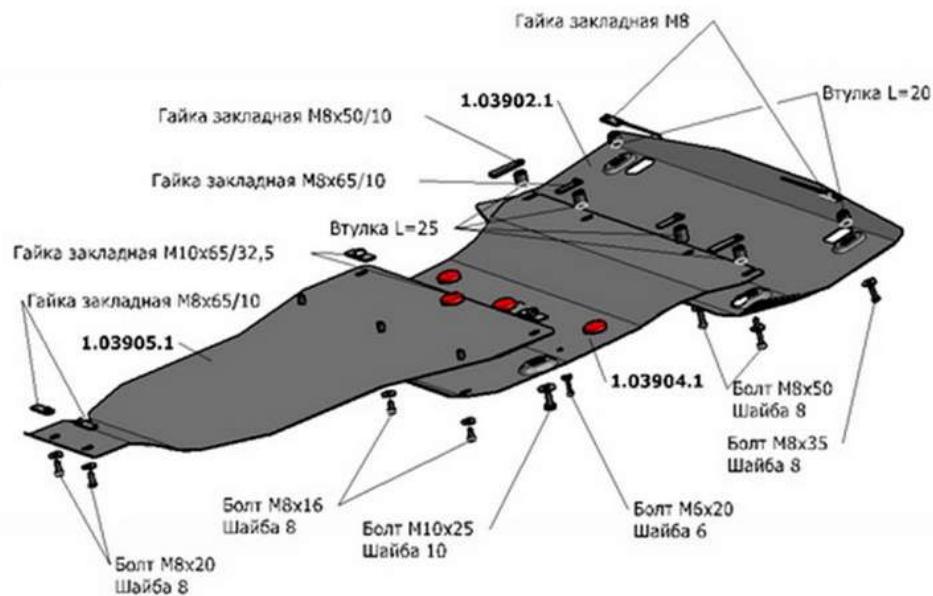 Гайка закладная М8
1.03902.1
Втулка L=20
Гайка закладная М8х50/10
Гайка закладная М8х65/10
Втулка L=25
Гайка закладная М10х65/32,5
Гайка закладная М8х65/10
1.03905.1
1.03904.1
Болт М8х50
Шайба 8
Болт М8х35
Шайба 8
Болт М8х16
Шайба 8
Болт М10х25
Шайба 10
Болт М6х20
Шайба 6
Болт М8х20
Шайба 8